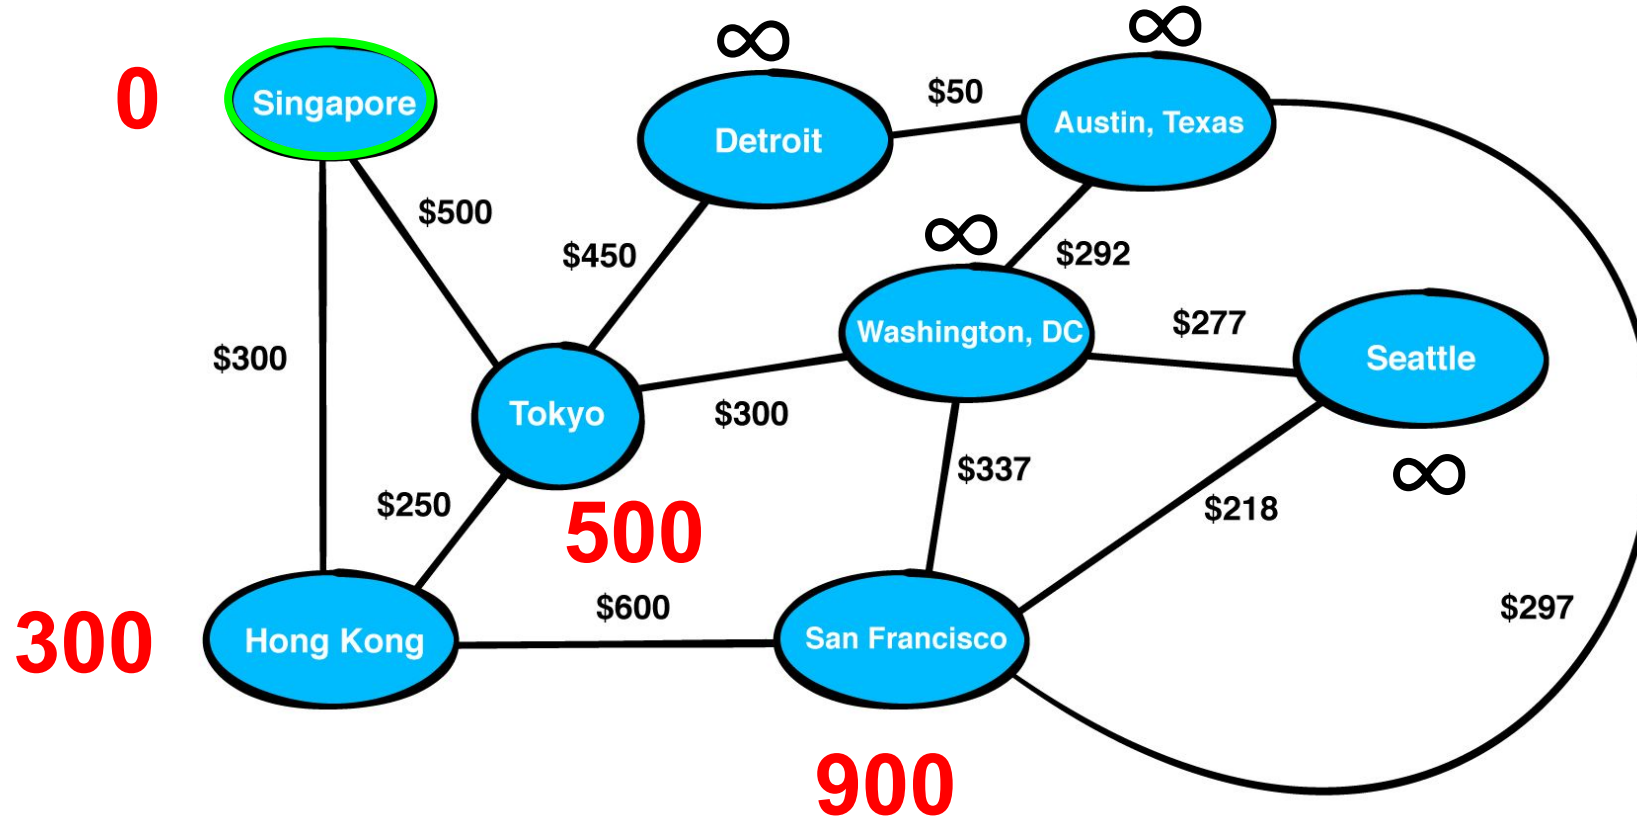 ∞
∞
0
Singapore
Detroit
$50
Austin, Texas
$500
$450
∞
$292
$300
Washington, DC
$277
Seattle
Tokyo
$300
$337
∞
$250
500
$218
300
Hong Kong
$600
San Francisco
$297
900